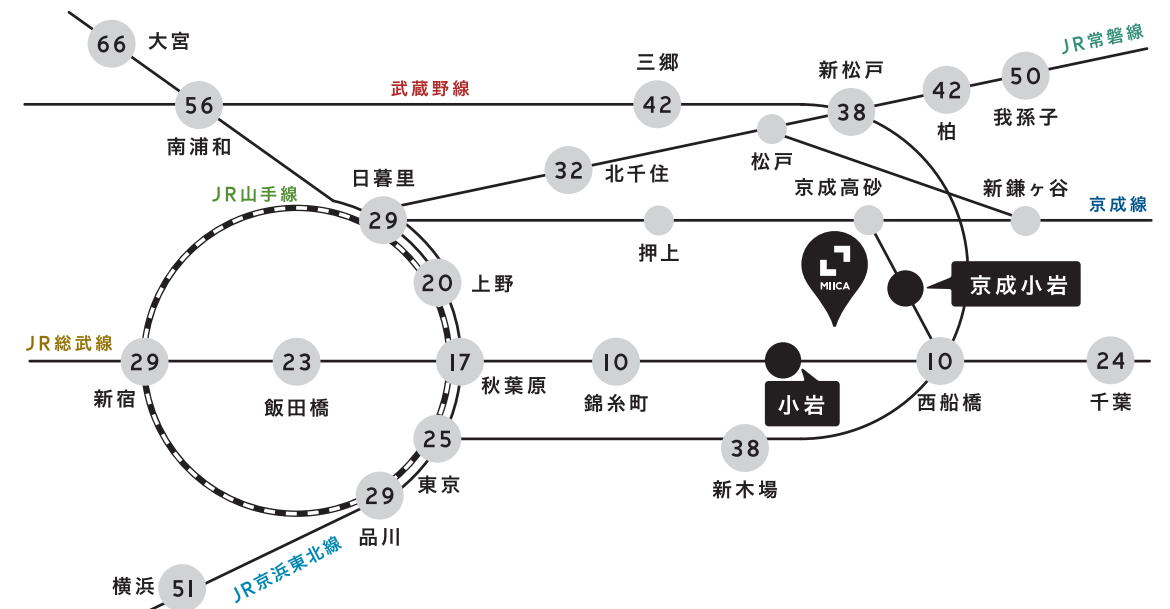 66
大宮
JR常磐線
三郷
新松戸
武蔵野線
56
42
38
42
50
南浦和
柏
我孫子
松戸
32
北千住
日暮里
JR山手線
京成高砂
新鎌ヶ谷
京成線
29
押上
20
上野
MIICA
京成小岩
JR総武線
29
23
17
10
10
24
新宿
飯田橋
秋葉原
錦糸町
小岩
西船橋
千葉
25
38
東京
新木場
29
品川
JR京浜東北線
横浜
51